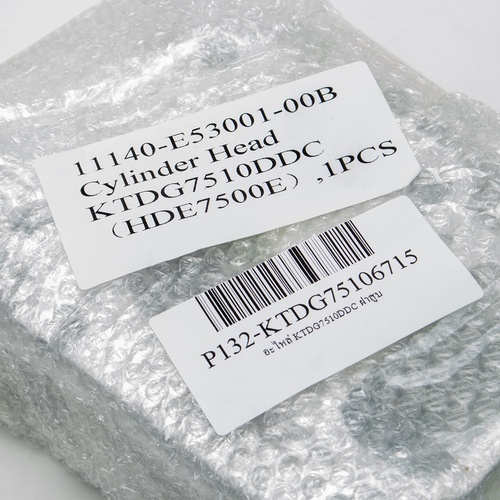 11140-E53001-00B
Cylinder Head
KTDG7510DDC
（HDE7500E）,1PCS
P132-KTDG75106715
อะไหล่ KTDG7510DDC ฝาสูบ